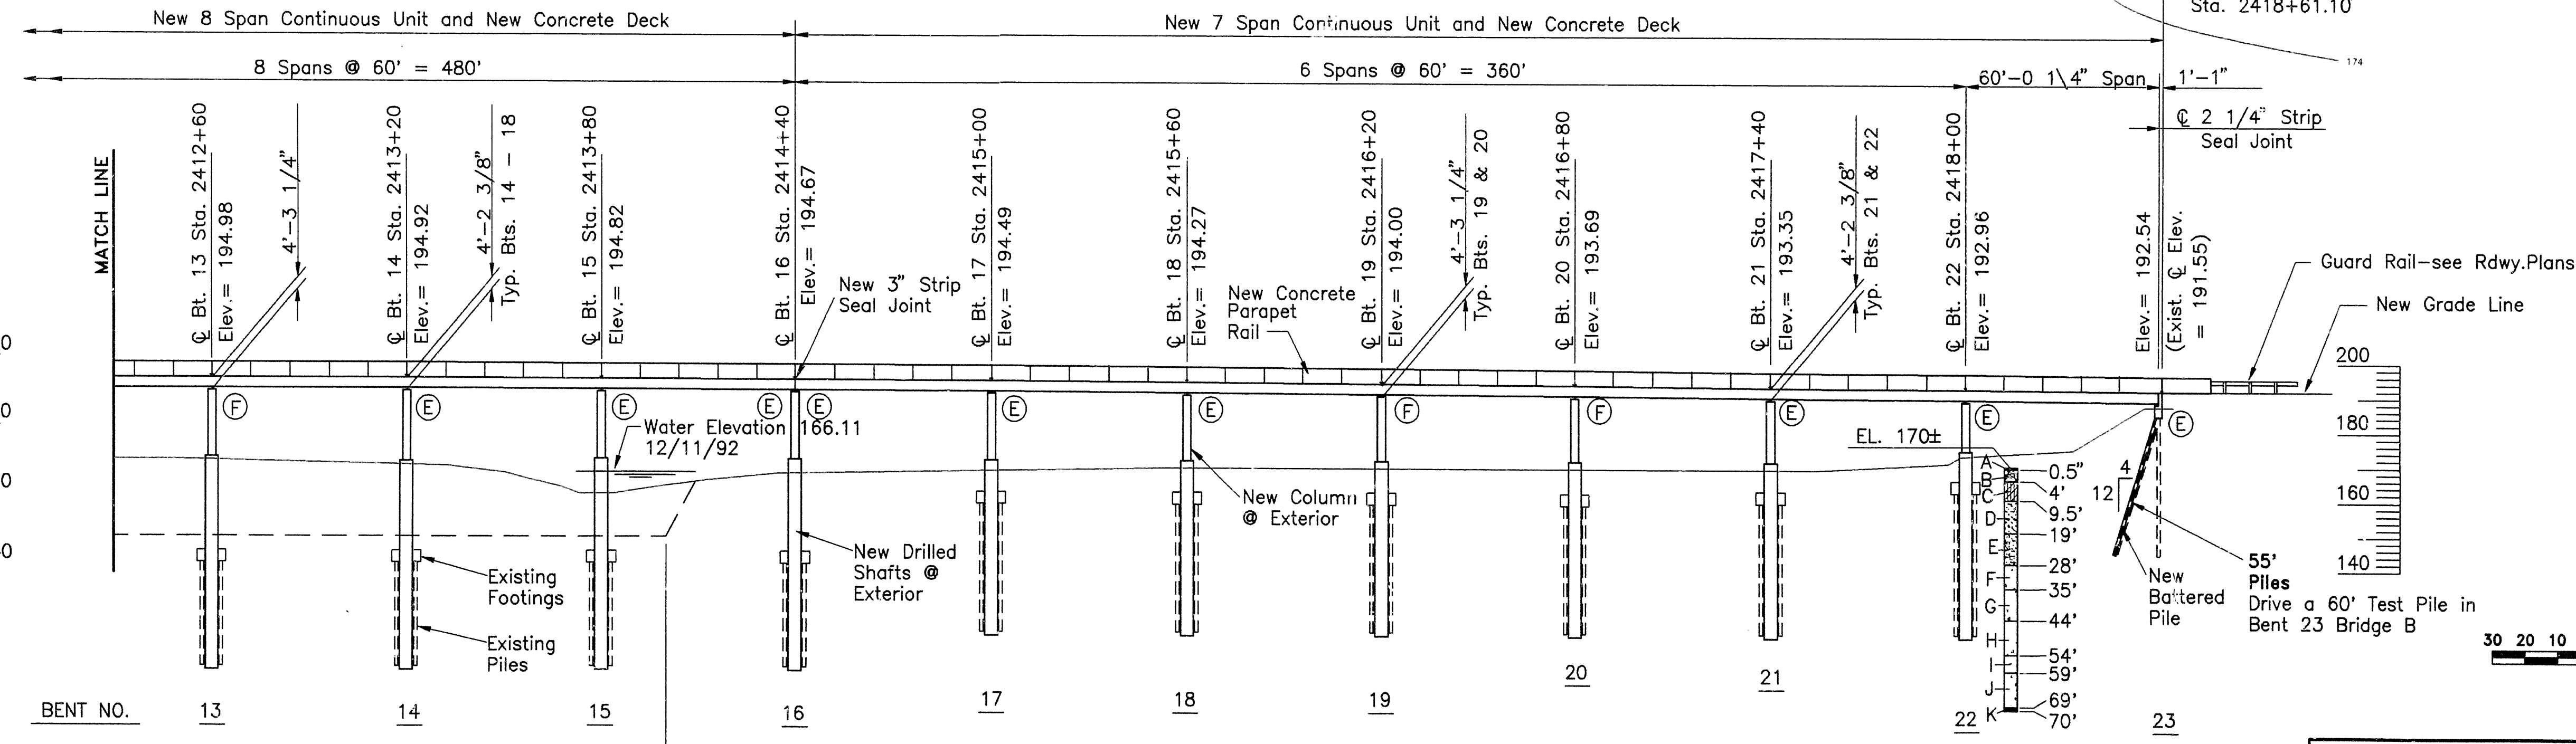 New 8 Span Continuous Unit and New Concrete Deck
New 7 Span Continuous Unit and New Concrete Deck
Sta. 2418+61.10
8 Spans @ 60' = 480'
6 Spans @ 60' = 360'
60'-0 1\4" Span
1'-1"
174
℄ 2 1/4" Strip
Seal Joint
MATCH LINE
℄ Bt. 13 Sta. 2412+60
Elev.= 194.98
4'-3 1/4"
℄ Bt. 14 Sta. 2413+20
Elev.= 194.92
4'-2 3/8"
Typ. Bts. 14 - 18
℄ Bt. 15 Sta. 2413+80
Elev.= 194.82
℄ Bt. 16 Sta. 2414+40
Elev.= 194.67
℄ Bt. 17 Sta. 2415+00
Elev.= 194.49
℄ Bt. 18 Sta. 2415+60
Elev.= 194.27
℄ Bt. 19 Sta. 2416+20
Elev.= 194.00
4'-3 1/4"
Typ. Bts. 19 & 20
℄ Bt. 20 Sta. 2416+80
Elev.= 193.69
℄ Bt. 21 Sta. 2417+40
Elev.= 193.35
4'-2 3/8"
Typ. Bts. 21 & 22
℄ Bt. 22 Sta. 2418+00
Elev.= 192.96
Elev.= 192.54
(Exist. ℄ Elev.
= 191.55)
New 3" Strip
Seal Joint
New Concrete
Parapet
Rail
Guard Rail-see Rdwy.Plans
New Grade Line
0
0
0
0
F
E
E
E
E
E
E
F
F
E
E
E
Water Elevation 166.11
12/11/92
EL. 170±
200
180
160
140
A
B
C
D
E
F
G
H
I
J
K
0.5"
4'
9.5'
19'
28'
35'
44'
54'
59'
69'
70'
4
12
New Column
@ Exterior
New Drilled
Shafts @
Exterior
Existing
Footings
Existing
Piles
New
Battered
Pile
55'
Piles
Drive a 60' Test Pile in
Bent 23 Bridge B
30 20 10
BENT NO.
13
14
15
16
17
18
19
20
21
22
23